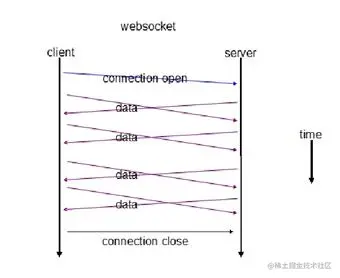 websocket
client
server
connection open
data
data
time
data
data
connection close
@稀土掘金技术社区